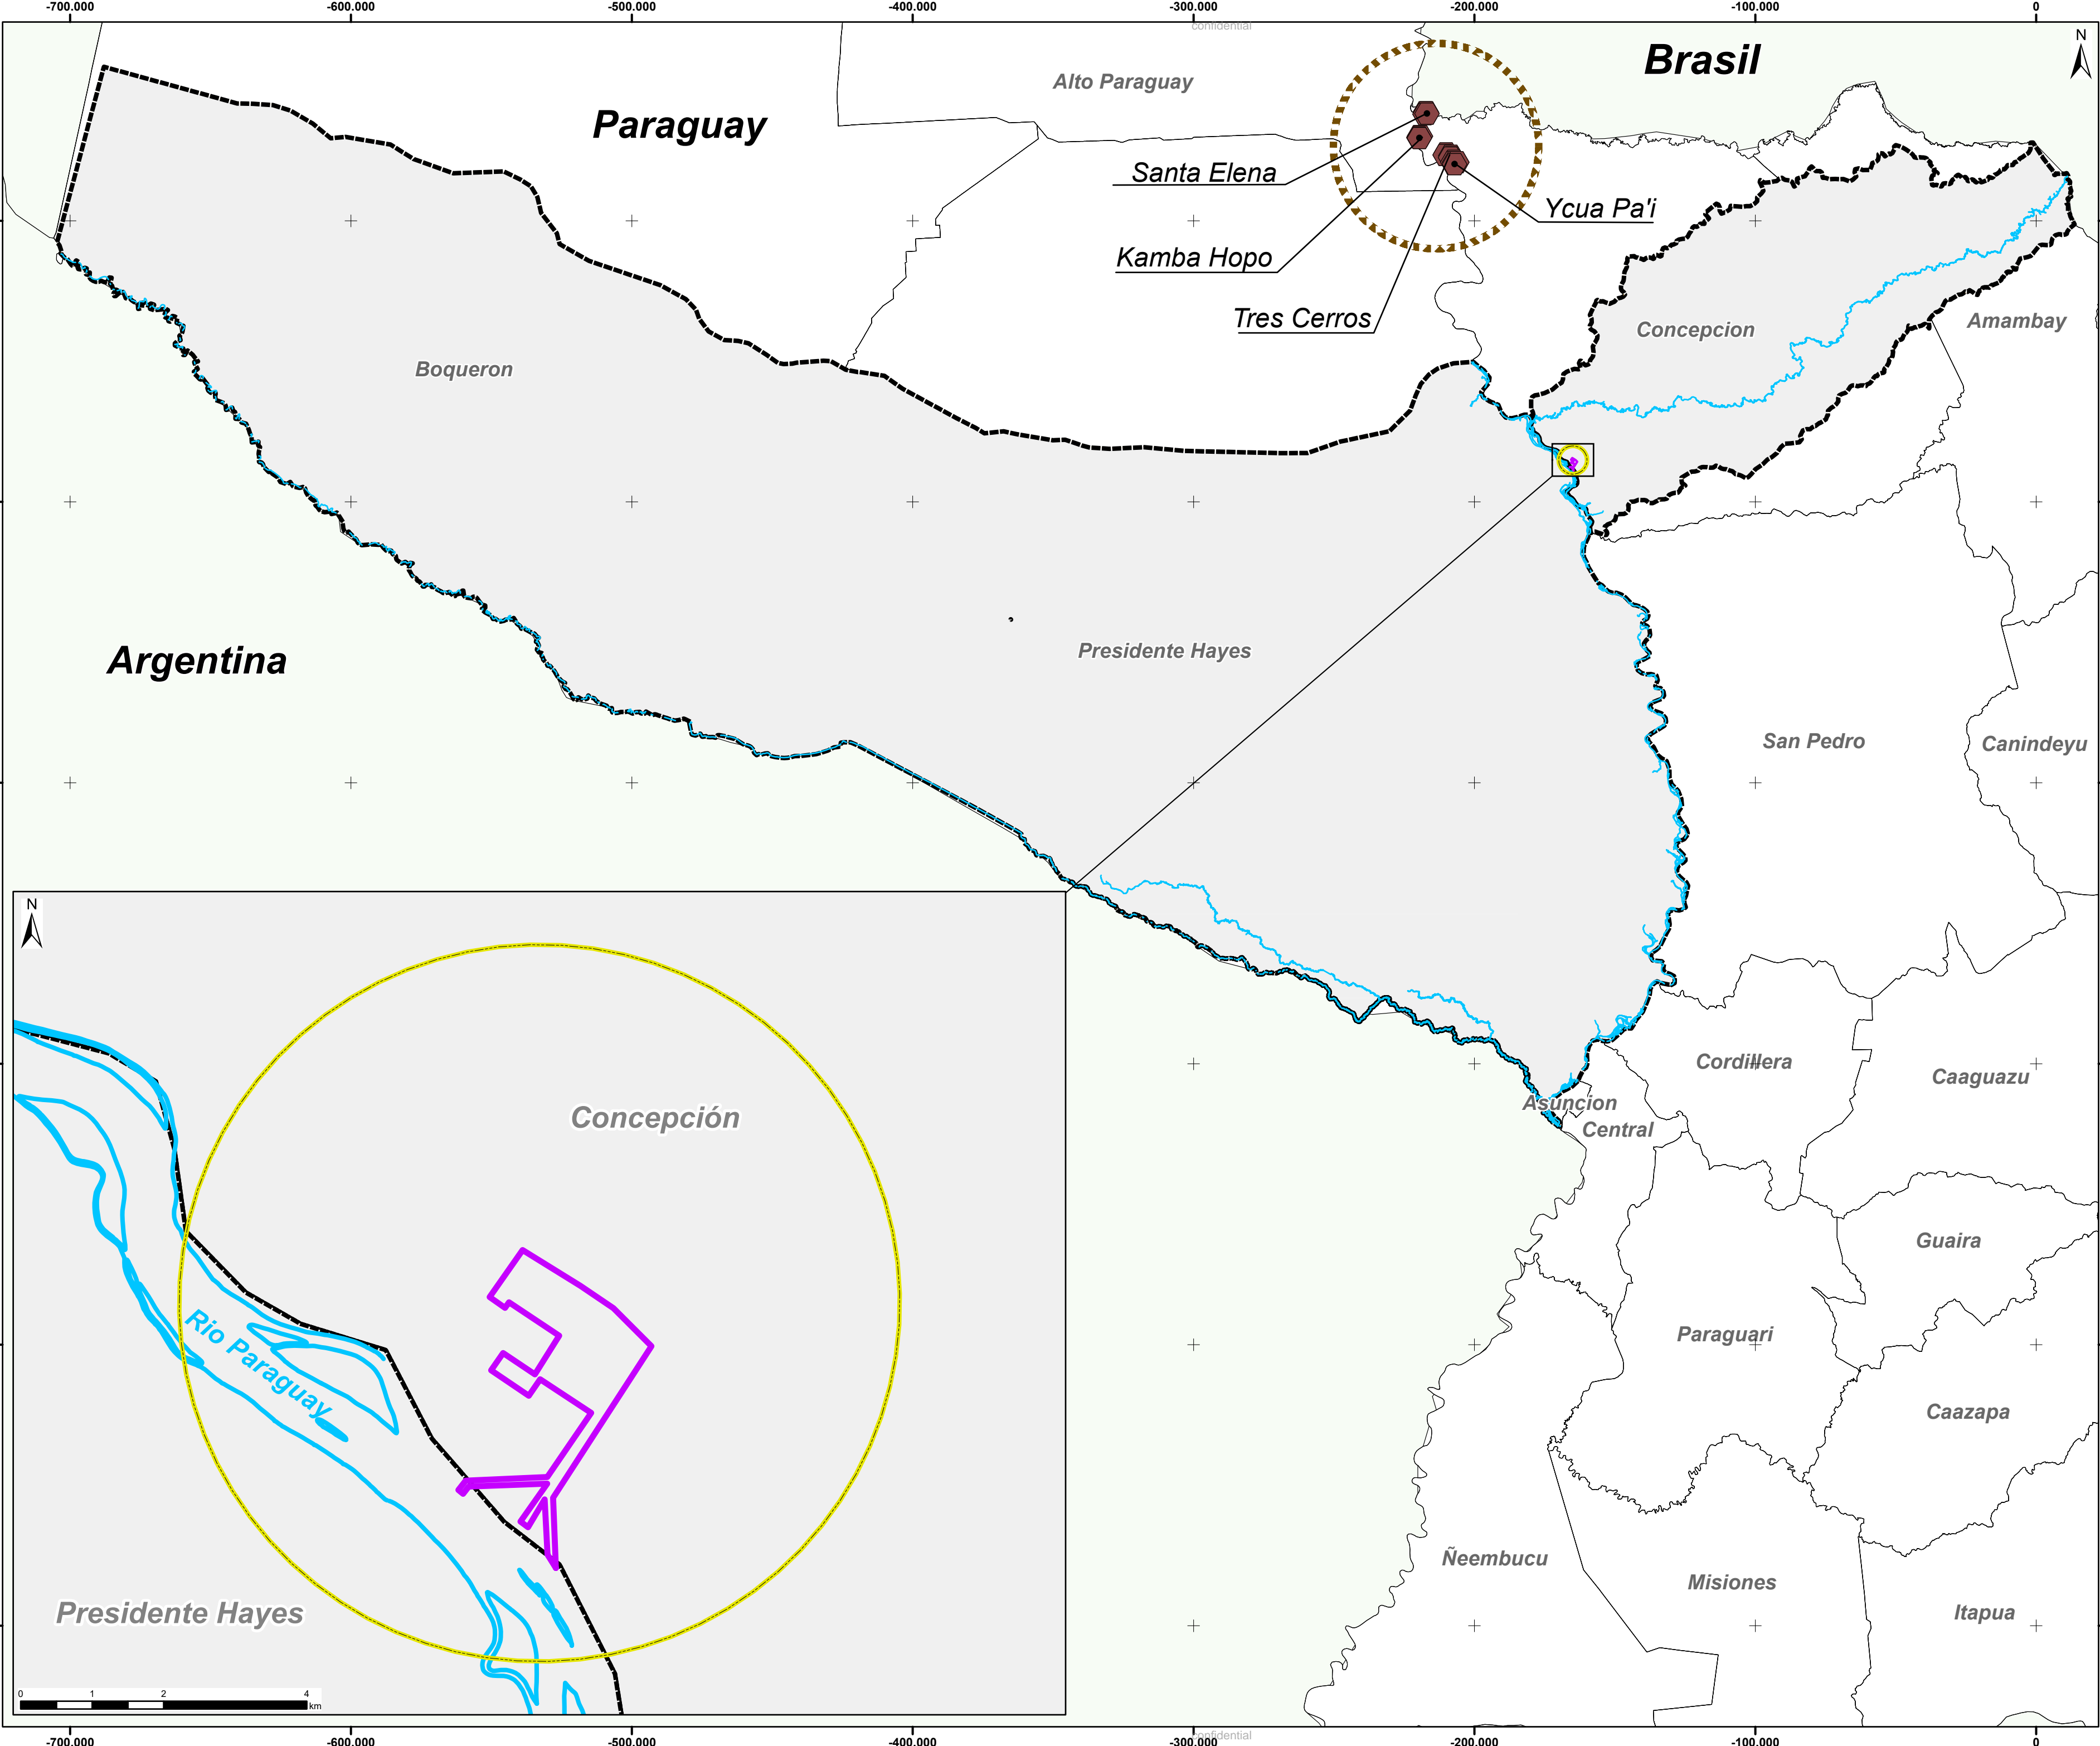 -700.000 -600.000 -500.000 -400.000 -300.000 -200.000 -100.000 0
confidential
N
Brasil
Alto Paraguay
Paraguay
Santa Elena
Ycua Pa'i
Kamba Hopo
Tres Cerros
Concepcion
Amambay
Boqueron
Presidente Hayes
Argentina
San Pedro
Canindeyu
Cordillera
Caaguazu
Asuncion
Central
Guaira
Paraguari
Caazapa
Ñeembucu
Misiones
Itapua
N
Concepción
Rio Paraguay
Presidente Hayes
0 1 2 4
km
confidential
-700.000 -600.000 -500.000 -400.000 -300.000 -200.000 -100.000 0